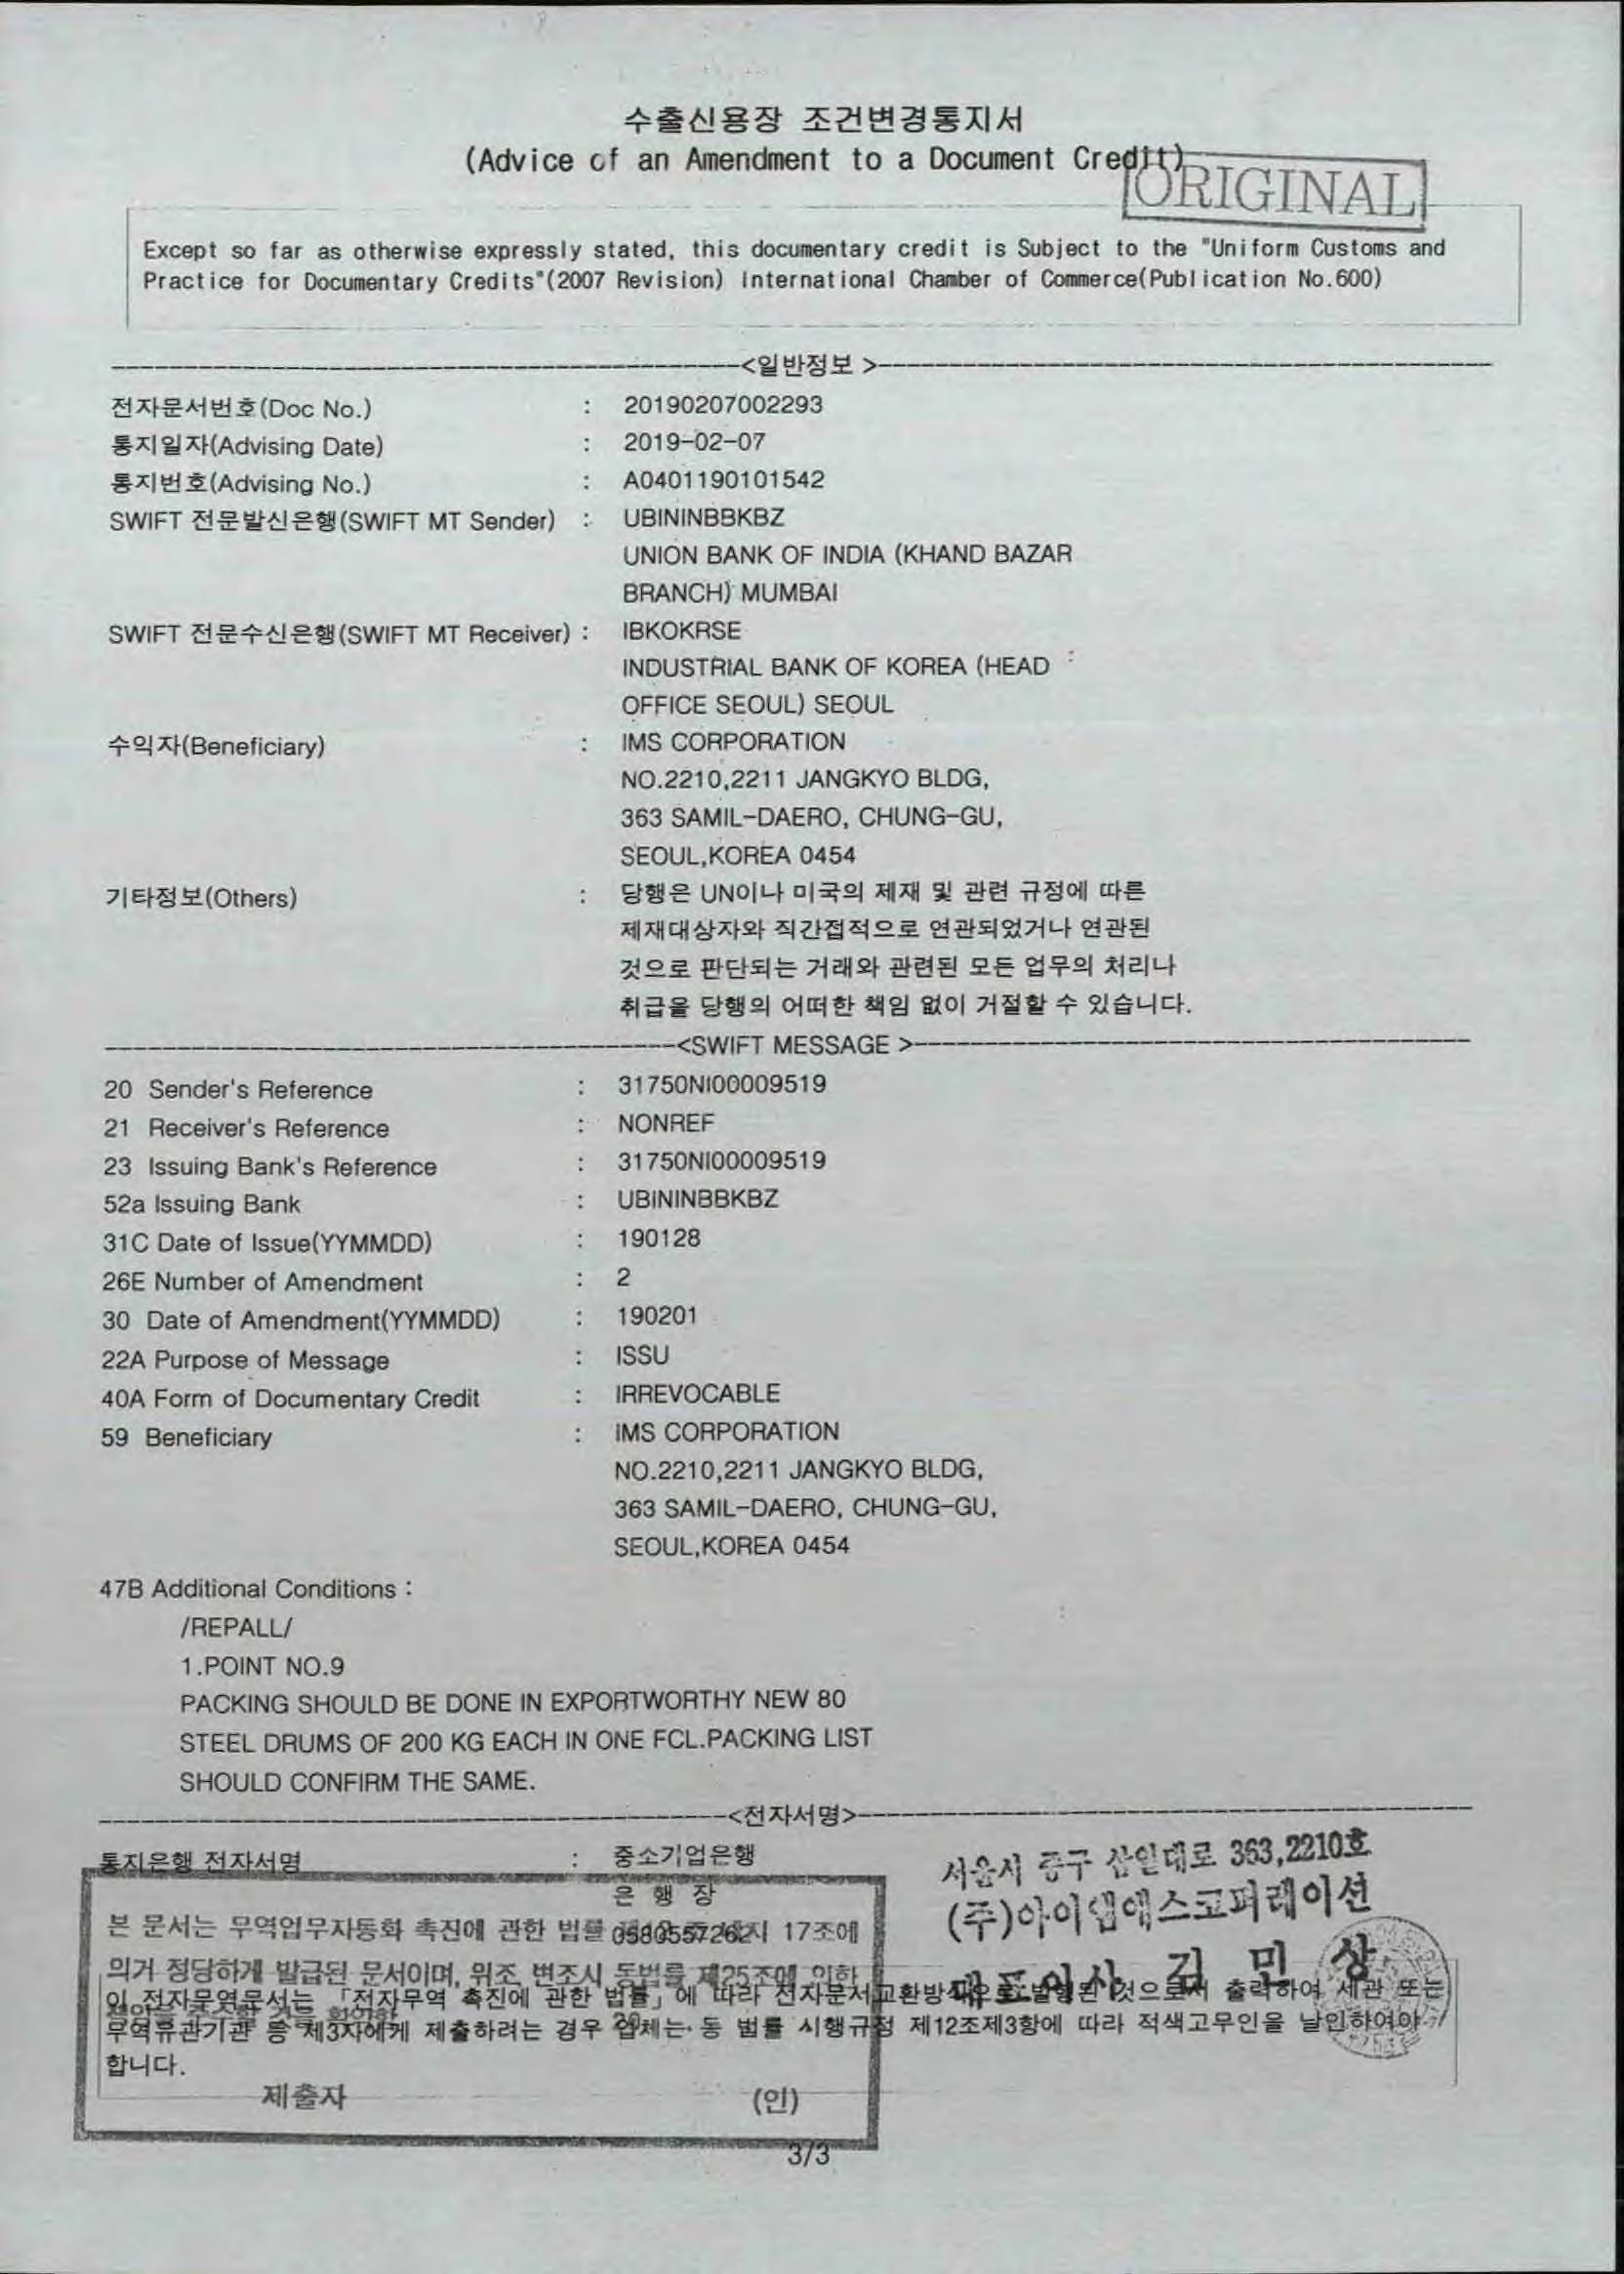 수출신용장 조건변경통지서
(Advice of an Amendment to a Document Credit)
ORIGINAL
Except so far as otherwise expressly stated, this documentary credit is Subject to the "Uniform Customs and
Practice for Documentary Credits"(2007 Revision) International Chamber of Commerce(Publication No.600)
<일반정보 >
전자문서번호(Doc No.) : 20190207002293
통지일자(Advising Date) : 2019-02-07
통지번호(Advising No.) : A0401190101542
SWIFT 전문발신은행(SWIFT MT Sender) : UBININBBKBZ
UNION BANK OF INDIA (KHAND BAZAR
BRANCH) MUMBAI
SWIFT 전문수신은행(SWIFT MT Receiver) : IBKOKRSE
INDUSTRIAL BANK OF KOREA (HEAD
OFFICE SEOUL) SEOUL
수익자(Beneficiary) : IMS CORPORATION
NO.2210,2211 JANGKYO BLDG,
363 SAMIL-DAERO, CHUNG-GU,
SEOUL,KOREA 0454
기타정보(Others) : 당행은 UN이나 미국의 제재 및 관련 규정에 따른
제재대상자와 직간접적으로 연관되었거나 연관된
것으로 판단되는 거래와 관련된 모든 업무의 처리나
취급을 당행의 어떠한 책임 없이 거절할 수 있습니다.
<SWIFT MESSAGE >
20 Sender's Reference : 31750NI00009519
21 Receiver's Reference : NONREF
23 Issuing Bank's Reference : 31750NI00009519
52a Issuing Bank : UBININBBKBZ
31C Date of Issue(YYMMDD) : 190128
26E Number of Amendment : 2
30 Date of Amendment(YYMMDD) : 190201
22A Purpose of Message : ISSU
40A Form of Documentary Credit : IRREVOCABLE
59 Beneficiary : IMS CORPORATION
NO.2210,2211 JANGKYO BLDG,
363 SAMIL-DAERO, CHUNG-GU,
SEOUL,KOREA 0454
47B Additional Conditions :
/REPALL/
1.POINT NO.9
PACKING SHOULD BE DONE IN EXPORTWORTHY NEW 80
STEEL DRUMS OF 200 KG EACH IN ONE FCL.PACKING LIST
SHOULD CONFIRM THE SAME.
<전자서명>
통지은행 전자서명 : 중소기업은행
은 행 장
0580557262
서울시 중구 삼일대로 363,2210호
(주)아이엠에스코퍼레이션
대표이사 김 민 상
본 문서는 무역업무자동화 촉진에 관한 법률 17조에
의거 정당하게 발급된 문서이며, 위조 변조시 동법률 제25조에 의한
이 전자무역문서는 「전자무역 촉진에 관한 법률」에 따라 전자문서교환방식으로 발행된 것으로서 출력하여 세관 또는
무역유관기관 등 제3자에게 제출하려는 경우 업체는 동 법률 시행규정 제12조제3항에 따라 적색고무인을 날인하여야
합니다.
제출자 (인)
3/3